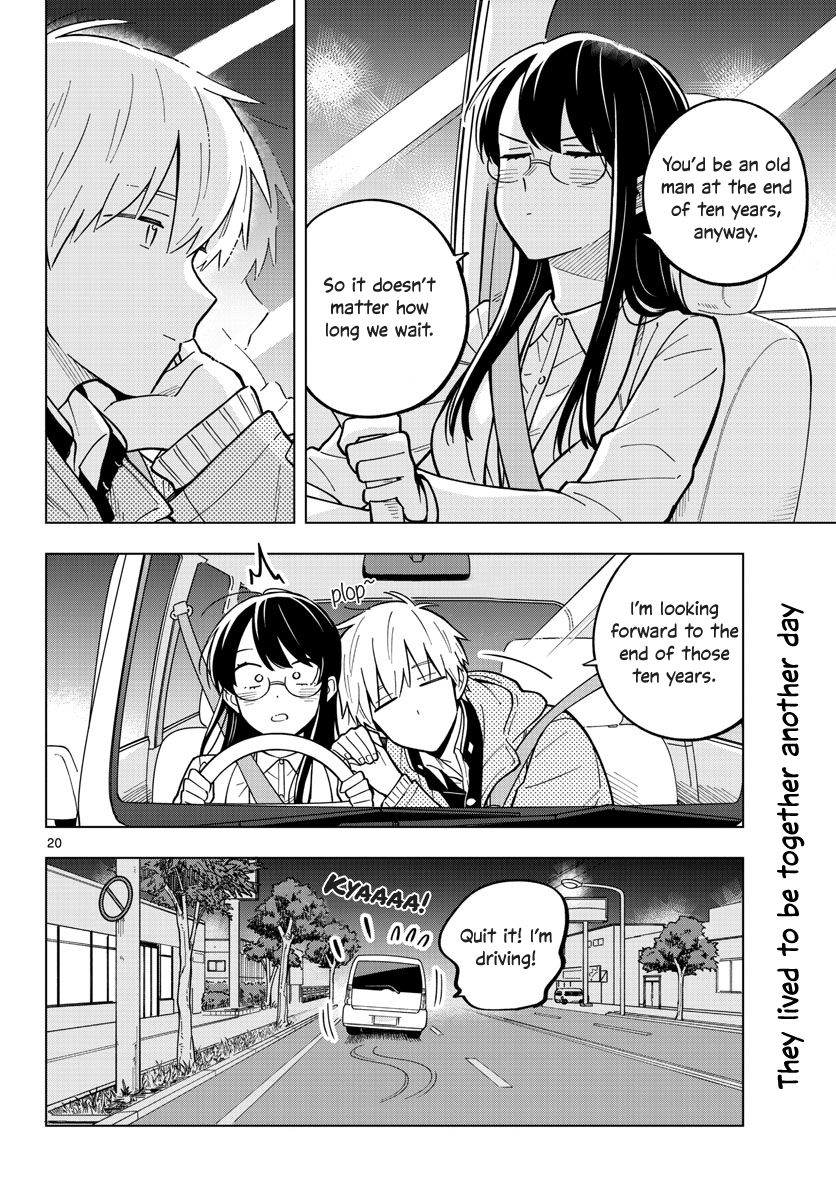 You'd be an old
man at the end
of ten years,
anyway.
So it doesn't
matter how
long we wait.
plop~
I'm looking
forward to the
end of those
ten years.
20
KYAAAA!
Quit it! I'm
driving!
They lived to be together another day